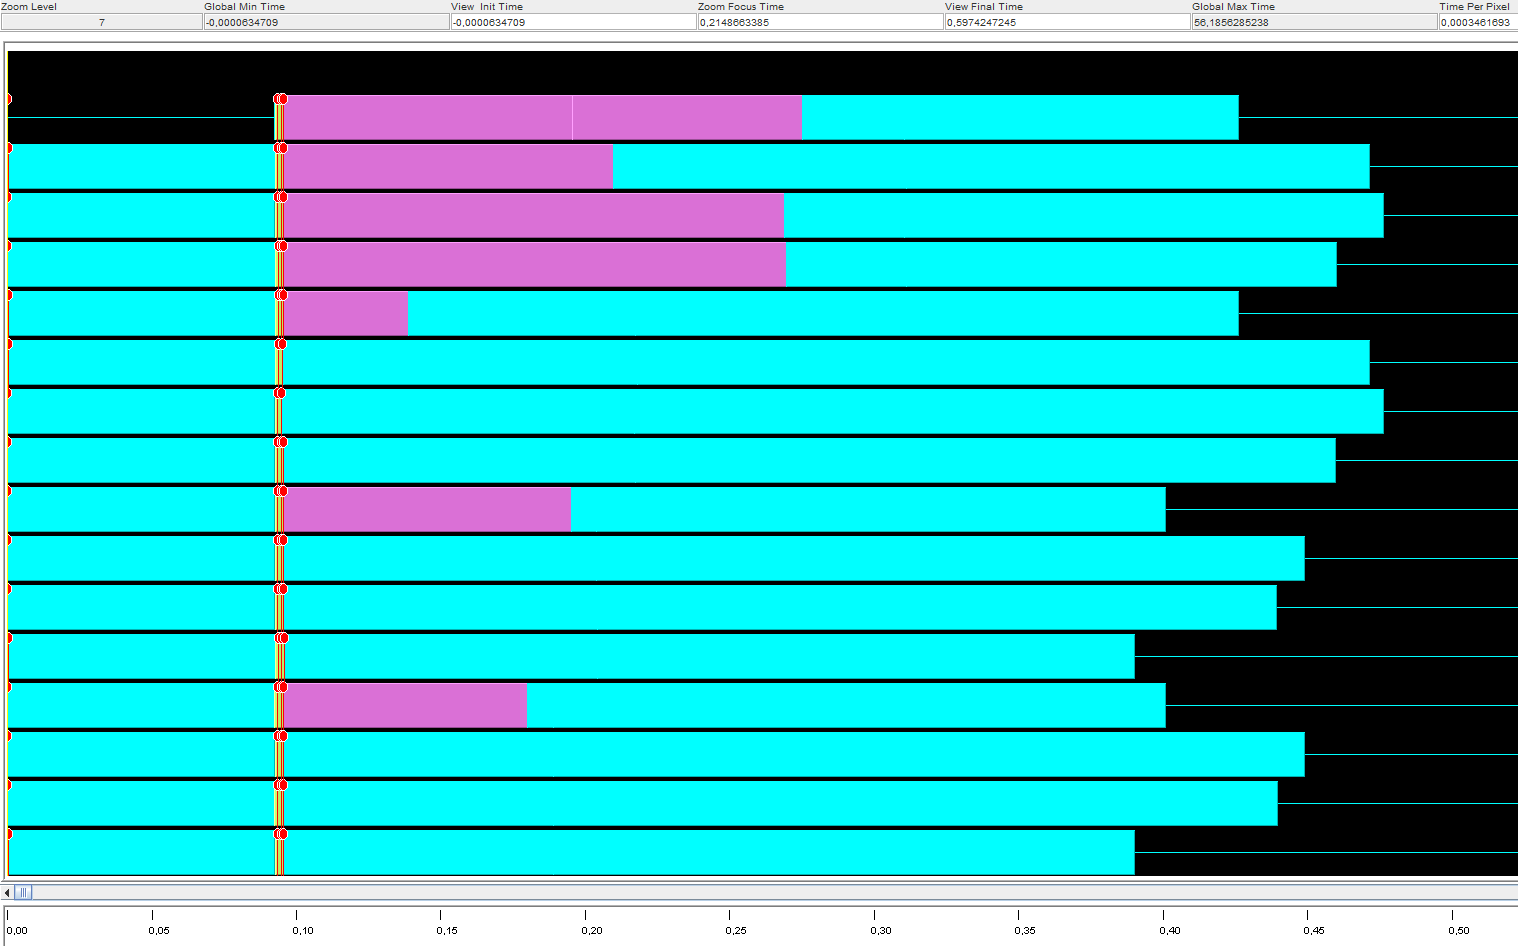 Zoom Level Global Min Time View Init Time Zoom Focus Time View Final Time Global Max Time Time Per Pixel
7 -0,0000634709 -0,0000634709 0,2148663385 0,5974247245 56,1856285238 0,0003461693
0,00 0,05 0,10 0,15 0,20 0,25 0,30 0,35 0,40 0,45 0,50